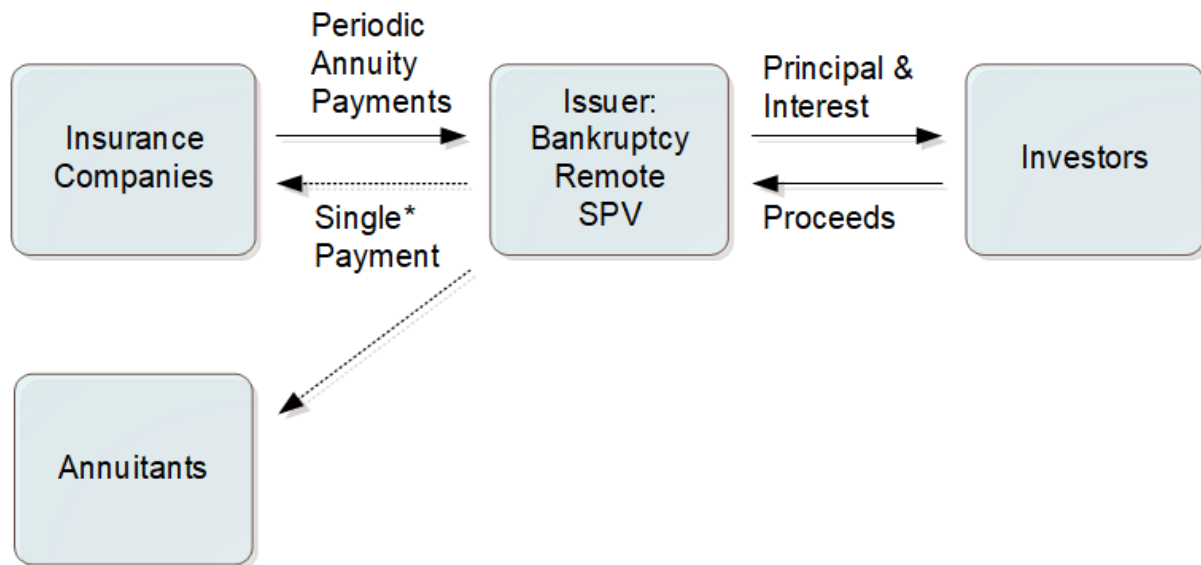 Periodic
Annuity
Payments
Insurance
Companies
Single*
Payment
Issuer:
Bankruptcy
Remote
SPV
Principal &
Interest
Proceeds
Investors
Annuitants